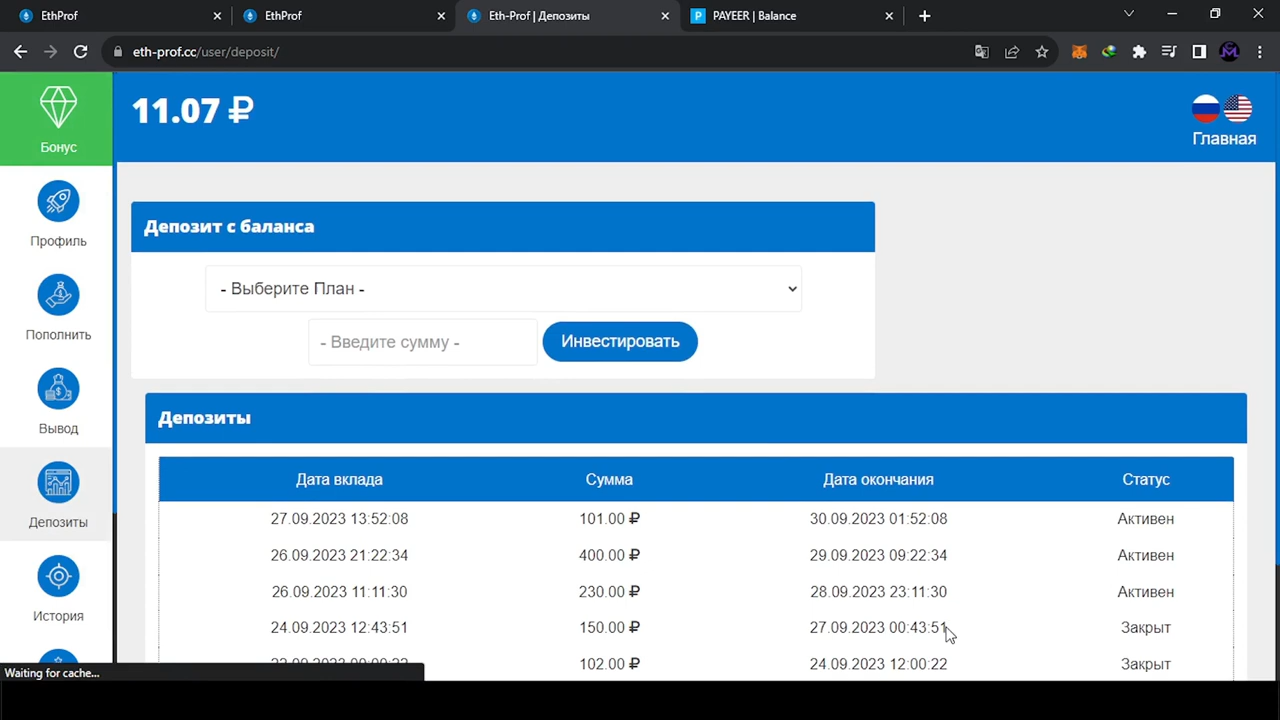 EthProf
EthProf
Eth-Prof | Депозиты
PAYEER | Balance
eth-prof.cc/user/deposit/
11.07 ₽
Главная
Бонус
Профиль
Пополнить
Вывод
Депозиты
История
Депозит с баланса
- Выберите План -
- Введите сумму -
Инвестировать
Депозиты
Дата вклада Сумма Дата окончания Статус
27.09.2023 13:52:08 101.00 ₽ 30.09.2023 01:52:08 Активен
26.09.2023 21:22:34 400.00 ₽ 29.09.2023 09:22:34 Активен
26.09.2023 11:11:30 230.00 ₽ 28.09.2023 23:11:30 Активен
24.09.2023 12:43:51 150.00 ₽ 27.09.2023 00:43:51 Закрыт
102.00 ₽ 24.09.2023 12:00:22 Закрыт
Waiting for cache...